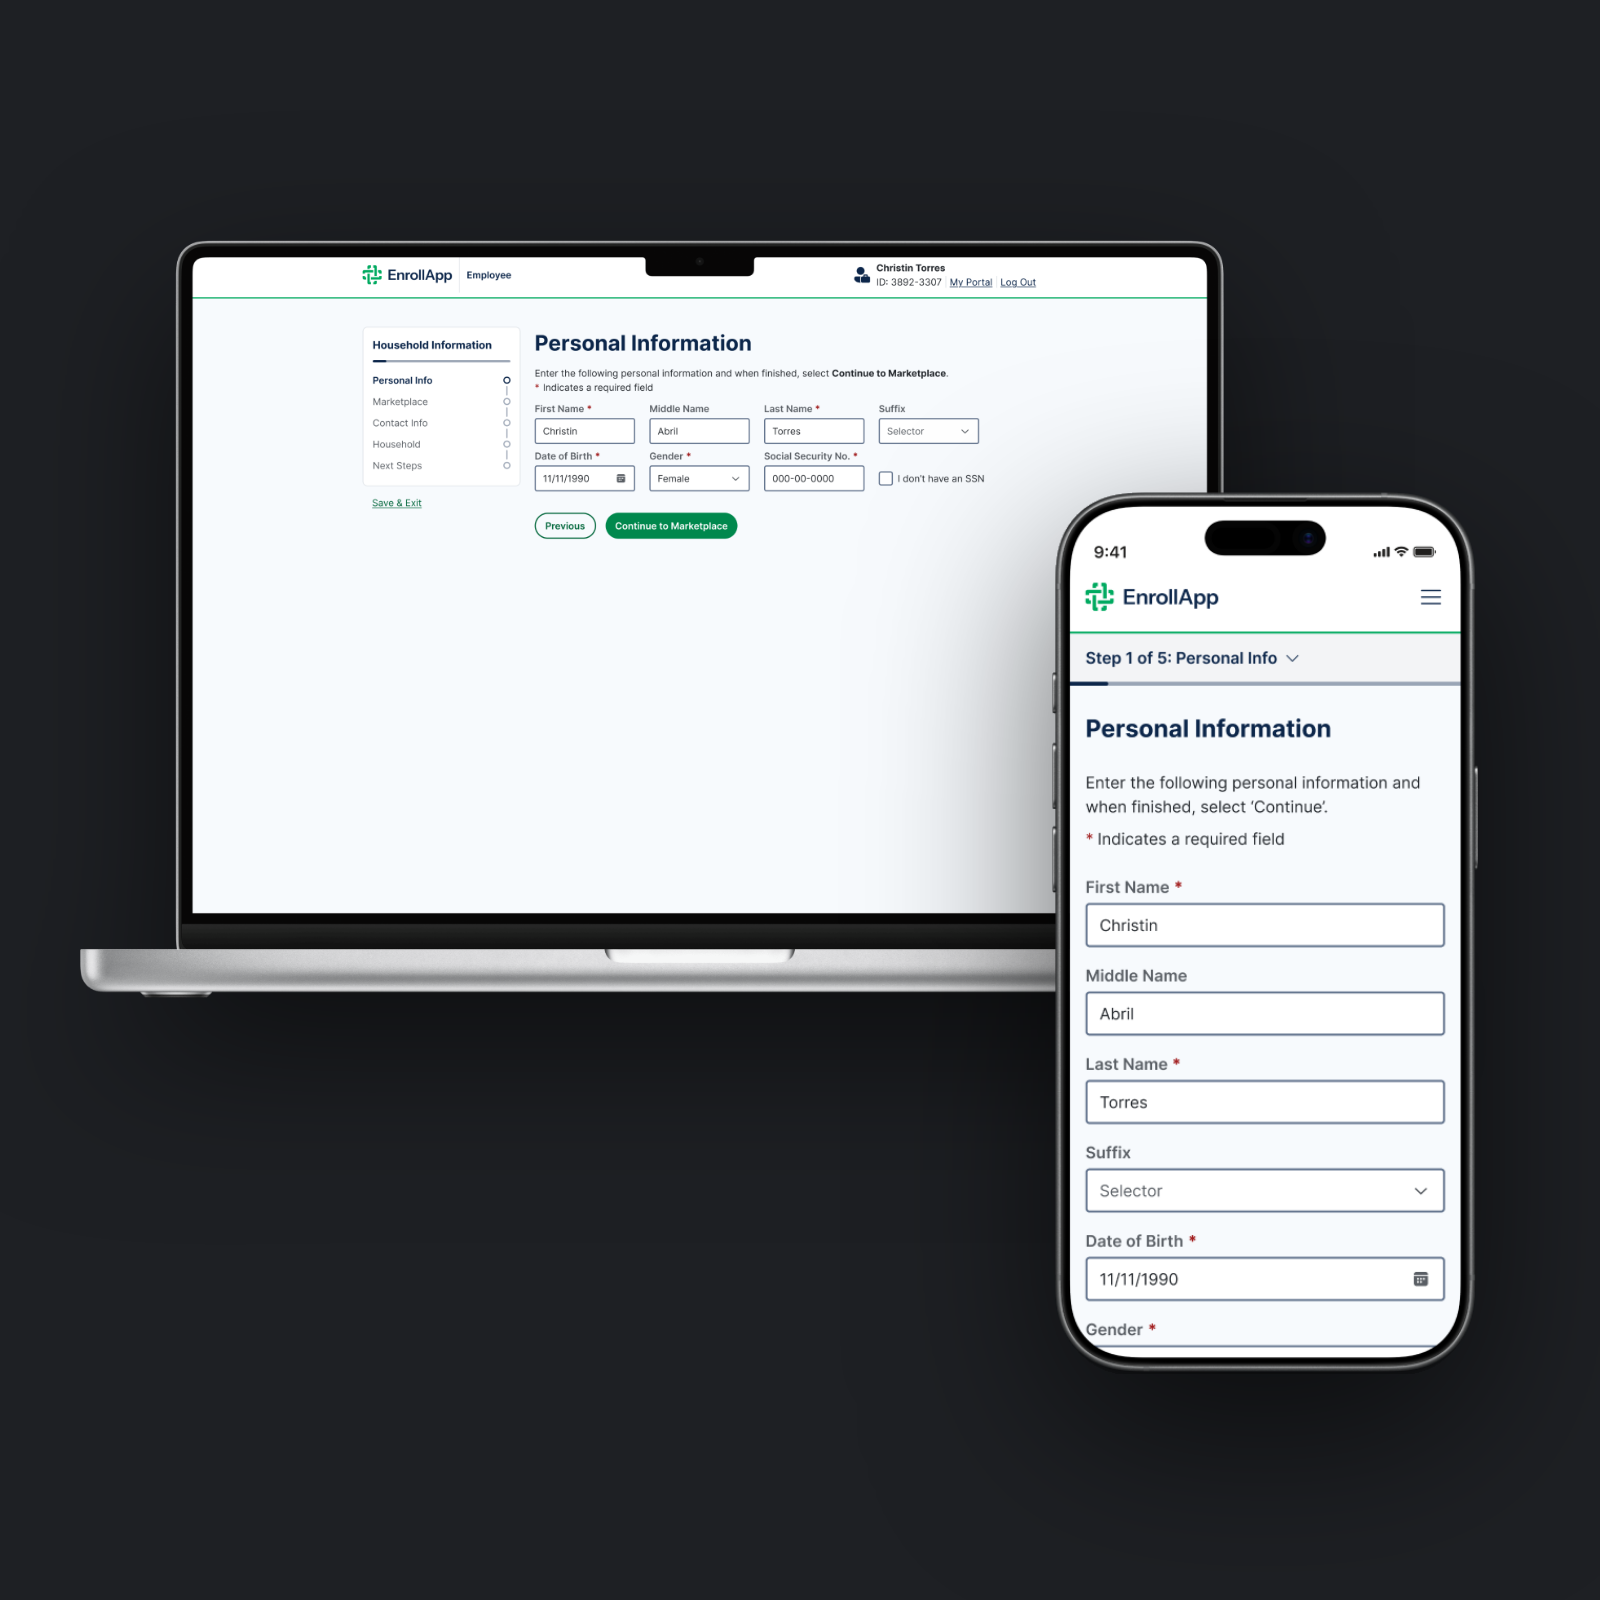 EnrollApp
Employee
Christin Torres
ID: 3892-3307 My Portal Log Out
Household Information
Personal Info
Marketplace
Contact Info
Household
Next Steps
Save & Exit
Personal Information
Enter the following personal information and when finished, select Continue to Marketplace.
* Indicates a required field
First Name * Middle Name Last Name * Suffix
Christin Abril Torres Selector
Date of Birth * Gender * Social Security No. *
11/11/1990 Female 000-00-0000 I don't have an SSN
Previous Continue to Marketplace
9:41
EnrollApp
Step 1 of 5: Personal Info
Personal Information
Enter the following personal information and
when finished, select ‘Continue’.
* Indicates a required field
First Name *
Christin
Middle Name
Abril
Last Name *
Torres
Suffix
Selector
Date of Birth *
11/11/1990
Gender *